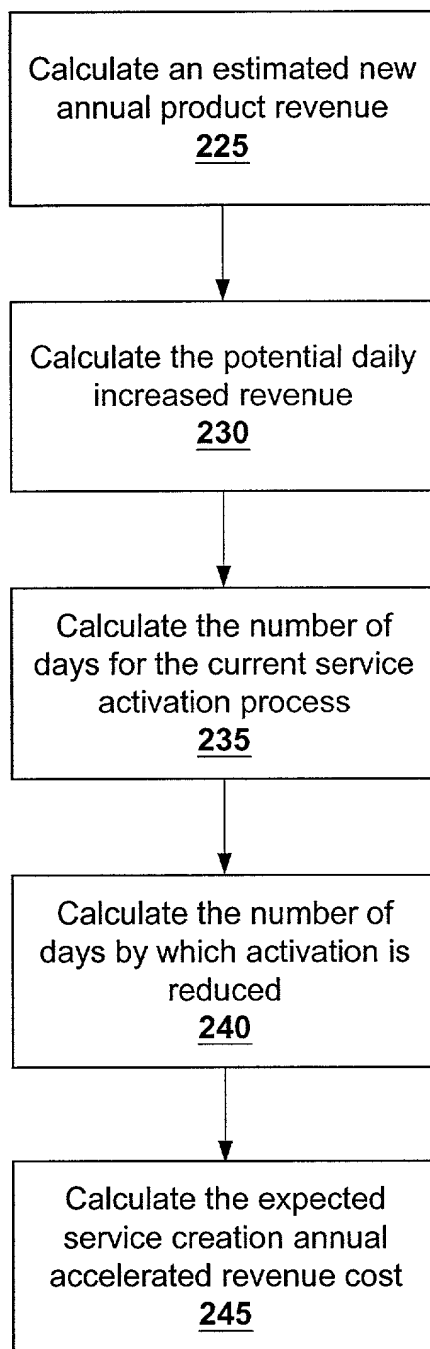 Calculate an estimated new
annual product revenue
225
Calculate the potential daily
increased revenue
230
Calculate the number of
days for the current service
activation process
235
Calculate the number of
days by which activation is
reduced
240
Calculate the expected
service creation annual
accelerated revenue cost
245